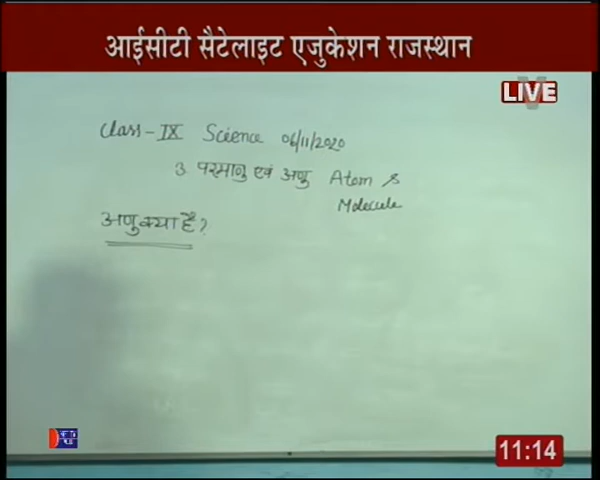 आईसीटी सैटेलाइट एजुकेशन राजस्थान
LIVE
Class-IX Science 06/11/2020
3 परमाणु एवं अणु Atom &
Molecule
अणु क्या है?
11:14